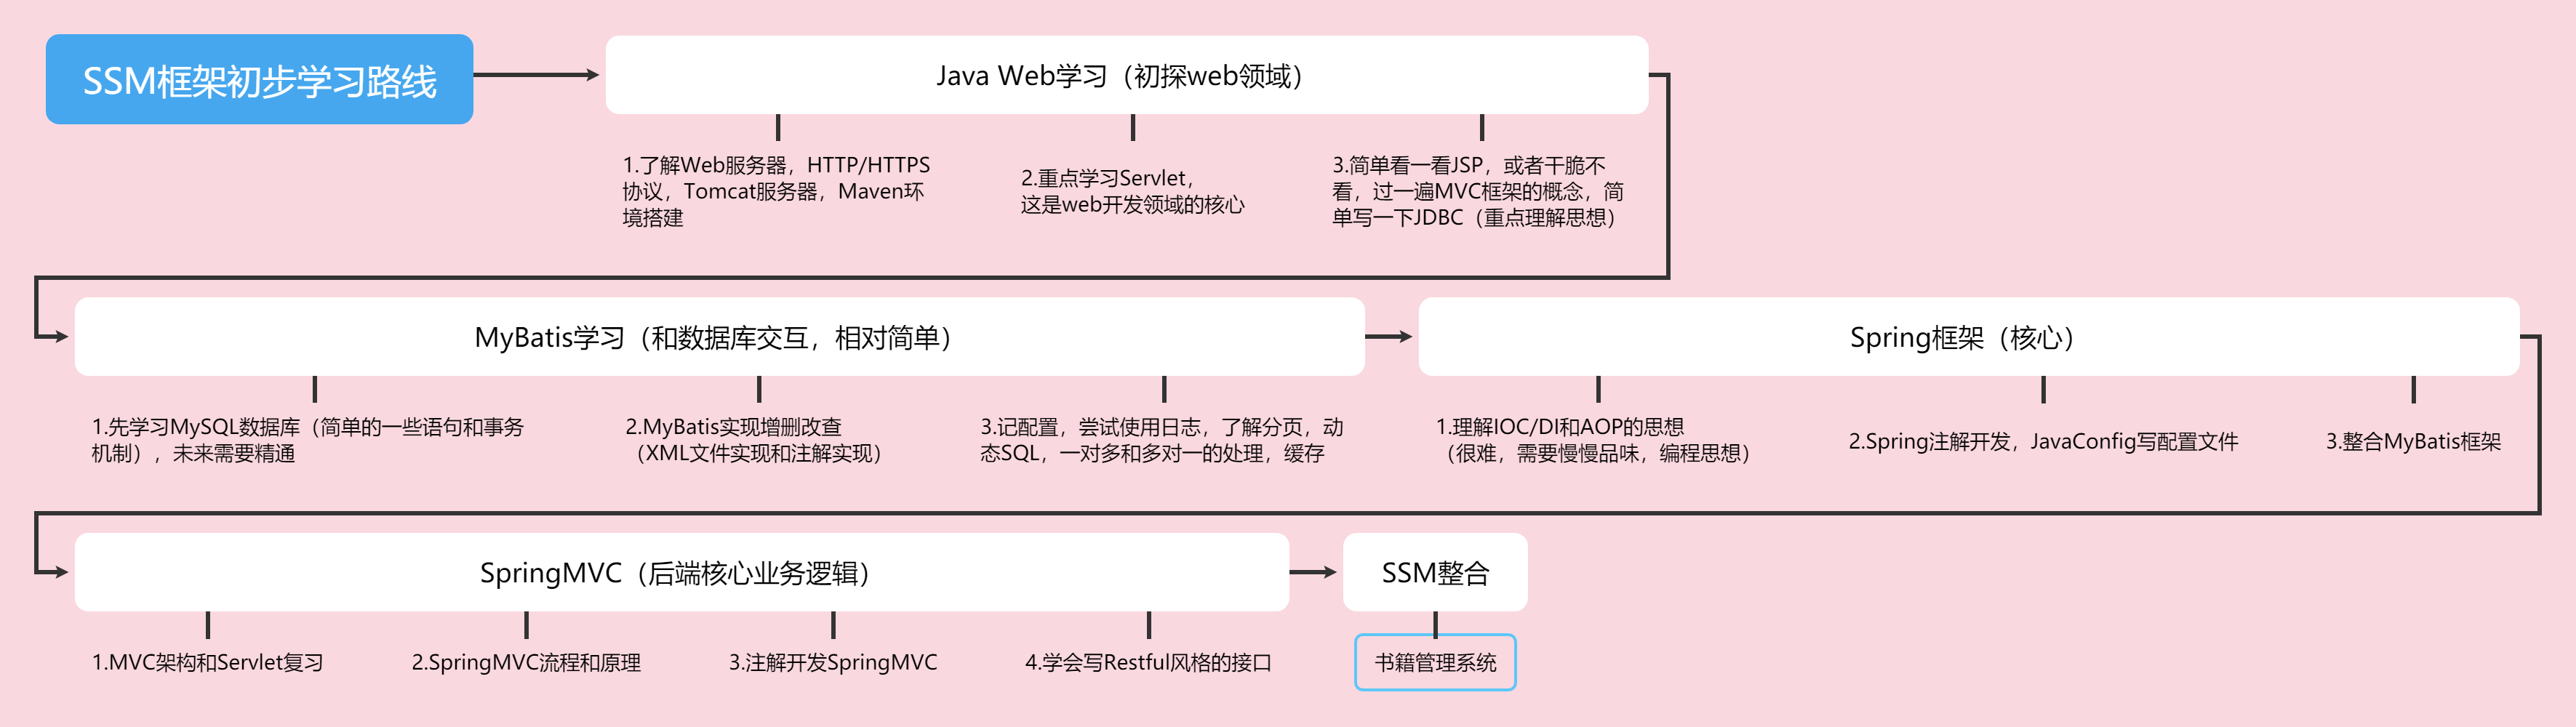 SSM框架初步学习路线
Java Web学习（初探web领域）
1.了解Web服务器，HTTP/HTTPS
协议，Tomcat服务器，Maven环
境搭建
2.重点学习Servlet，
这是web开发领域的核心
3.简单看一看JSP，或者干脆不
看，过一遍MVC框架的概念，简
单写一下JDBC（重点理解思想）
MyBatis学习（和数据库交互，相对简单）
1.先学习MySQL数据库（简单的一些语句和事务
机制），未来需要精通
2.MyBatis实现增删改查
（XML文件实现和注解实现）
3.记配置，尝试使用日志，了解分页，动
态SQL，一对多和多对一的处理，缓存
Spring框架（核心）
1.理解IOC/DI和AOP的思想
（很难，需要慢慢品味，编程思想）
2.Spring注解开发，JavaConfig写配置文件
3.整合MyBatis框架
SpringMVC（后端核心业务逻辑）
1.MVC架构和Servlet复习
2.SpringMVC流程和原理
3.注解开发SpringMVC
4.学会写Restful风格的接口
SSM整合
书籍管理系统